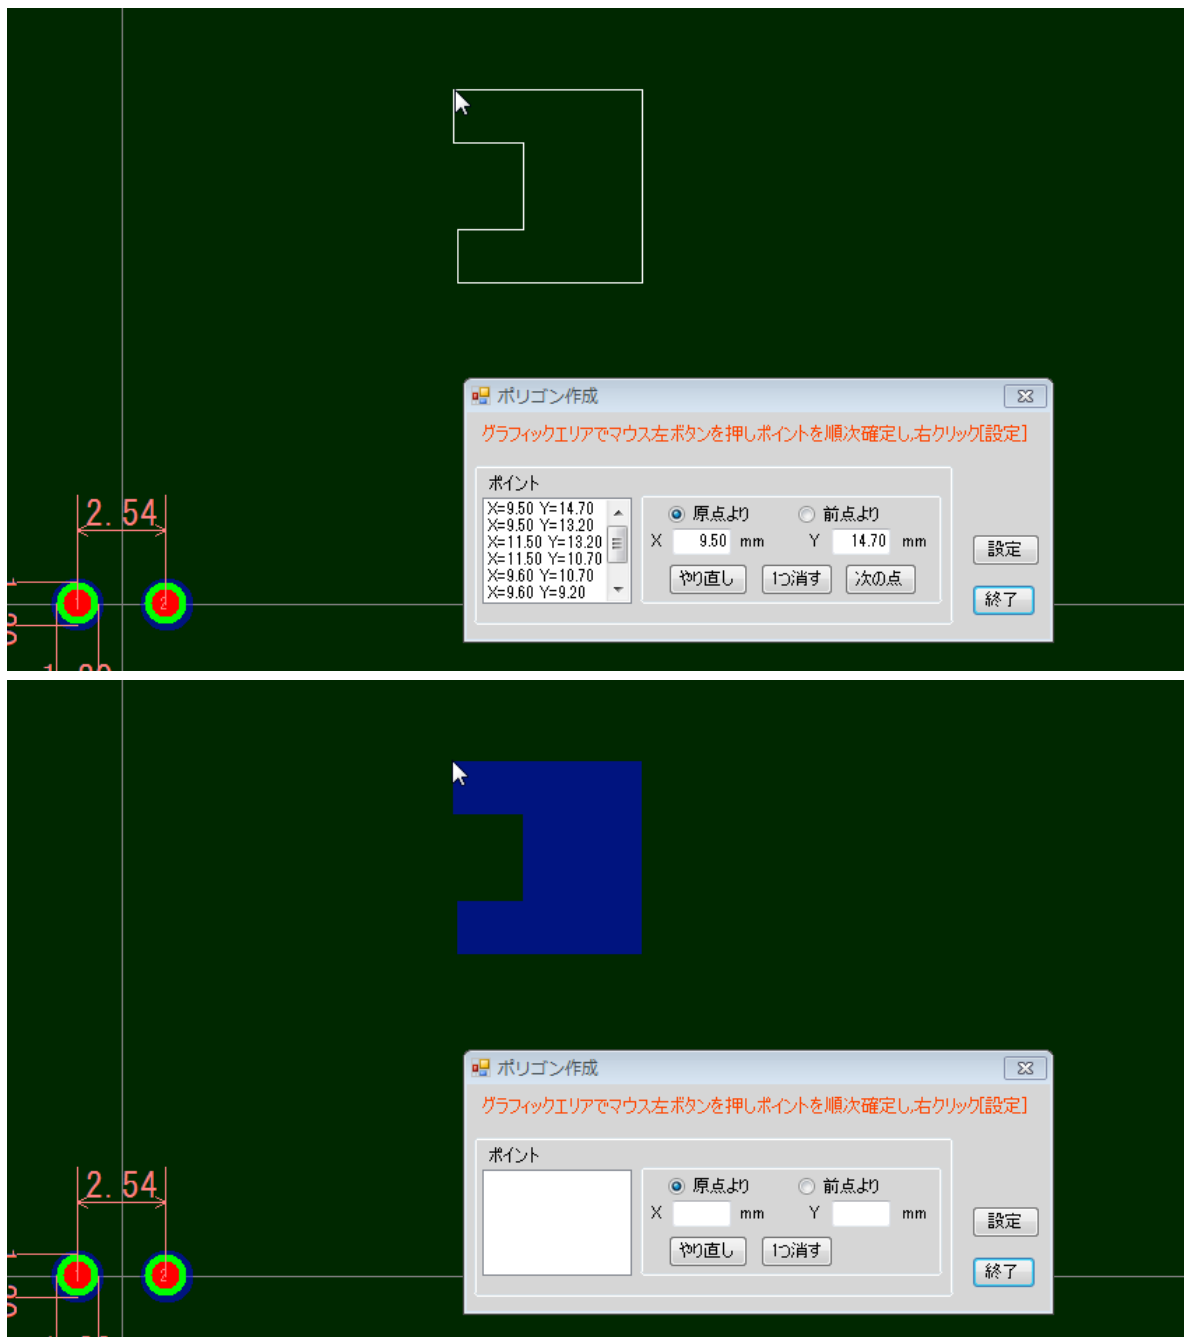 ポリゴン作成
グラフィックエリアでマウス左ボタンを押しポイントを順次確定し,右クリック[設定]
ポイント
X=9.50 Y=14.70
X=9.50 Y=13.20
X=11.50 Y=13.20
X=11.50 Y=10.70
X=9.60 Y=10.70
X=9.60 Y=9.20
原点より 前点より
X 9.50 mm Y 14.70 mm
やり直し 1つ消す 次の点
設定
終了
2.54
1 2
ポリゴン作成
グラフィックエリアでマウス左ボタンを押しポイントを順次確定し,右クリック[設定]
ポイント
原点より 前点より
X mm Y mm
やり直し 1つ消す
設定
終了
2.54
1 2